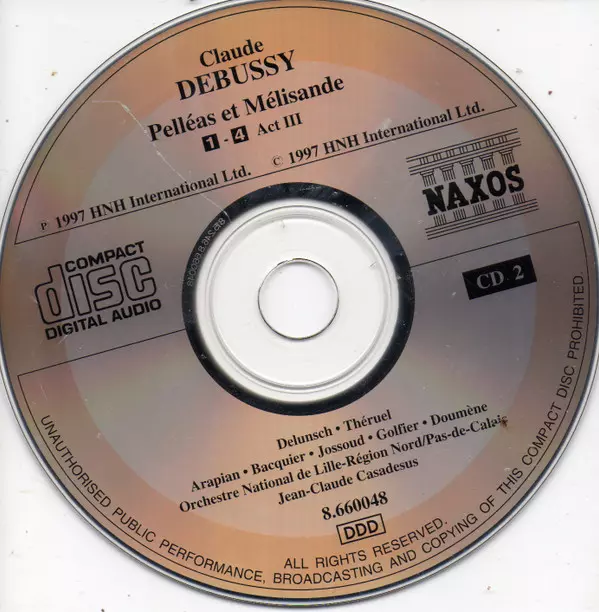 Claude
DEBUSSY
Pelléas et Mélisande
1 - 4 Act III
℗ 1997 HNH International Ltd. © 1997 HNH International Ltd.
NAXOS
COMPACT
disc
DIGITAL AUDIO
CD 2
Delunsch · Théruel
Arapian · Bacquier · Jossoud · Golfier · Doumène
Orchestre National de Lille-Région Nord/Pas-de-Calais
Jean-Claude Casadesus
8.660048
DDD
ALL RIGHTS RESERVED.
UNAUTHORISED PUBLIC PERFORMANCE, BROADCASTING AND COPYING OF THIS COMPACT DISC PROHIBITED.